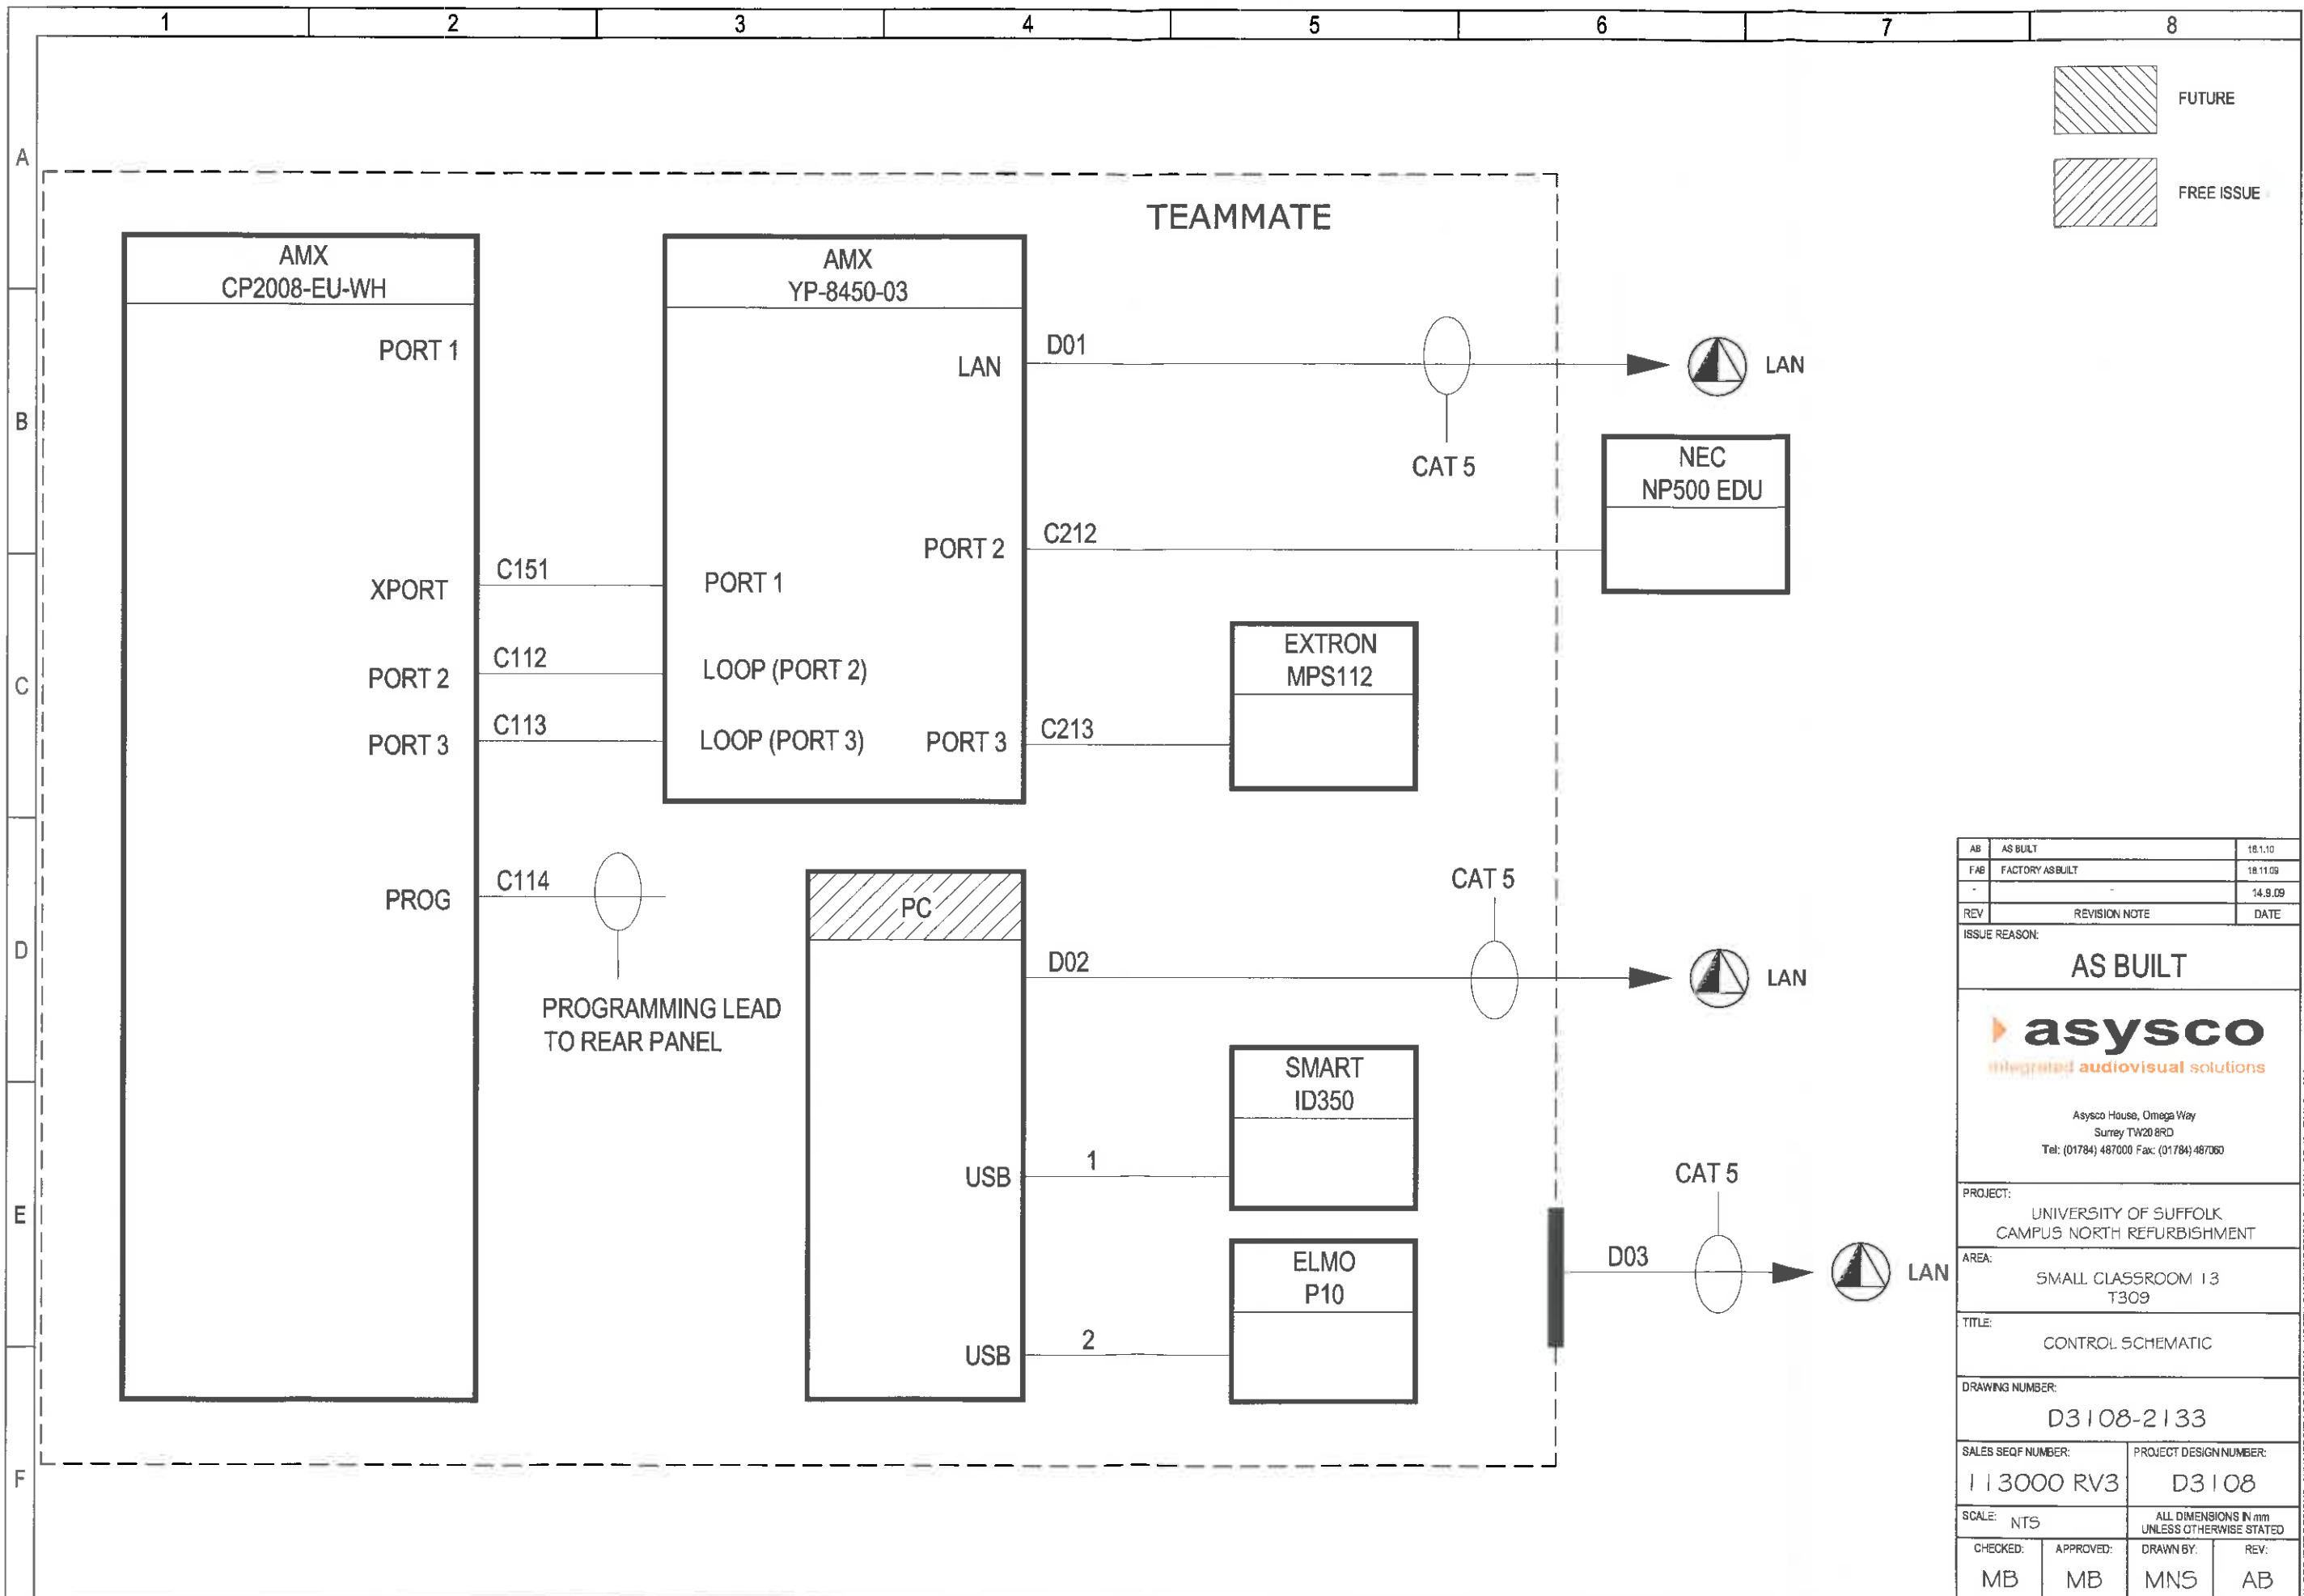 1 2 3 4 5 6 7 8
A
B
C
D
E
F
FUTURE
FREE ISSUE
TEAMMATE
AMX
CP2008-EU-WH
PORT 1
XPORT
PORT 2
PORT 3
PROG
C151
C112
C113
C114
PROGRAMMING LEAD
TO REAR PANEL
AMX
YP-8450-03
LAN
PORT 1
LOOP (PORT 2)
LOOP (PORT 3)
PORT 2
PORT 3
D01
CAT 5
LAN
C212
NEC
NP500 EDU
C213
EXTRON
MPS112
PC
D02
CAT 5
LAN
USB
1
SMART
ID350
USB
2
ELMO
P10
D03
CAT 5
LAN
AB AS BUILT 18.1.10
FAB FACTORY AS BUILT 18.11.09
- - 14.9.09
REV REVISION NOTE DATE
ISSUE REASON:
AS BUILT
asysco
integrated audiovisual solutions
Asysco House, Omega Way
Surrey TW20 8RD
Tel: (01784) 487000 Fax: (01784) 487060
PROJECT:
UNIVERSITY OF SUFFOLK
CAMPUS NORTH REFURBISHMENT
AREA:
SMALL CLASSROOM 13
T309
TITLE:
CONTROL SCHEMATIC
DRAWING NUMBER:
D3108-2133
SALES SEQF NUMBER: PROJECT DESIGN NUMBER:
113000 RV3 D3108
SCALE: NTS ALL DIMENSIONS IN mm
UNLESS OTHERWISE STATED
CHECKED: APPROVED: DRAWN BY: REV:
MB MB MNS AB